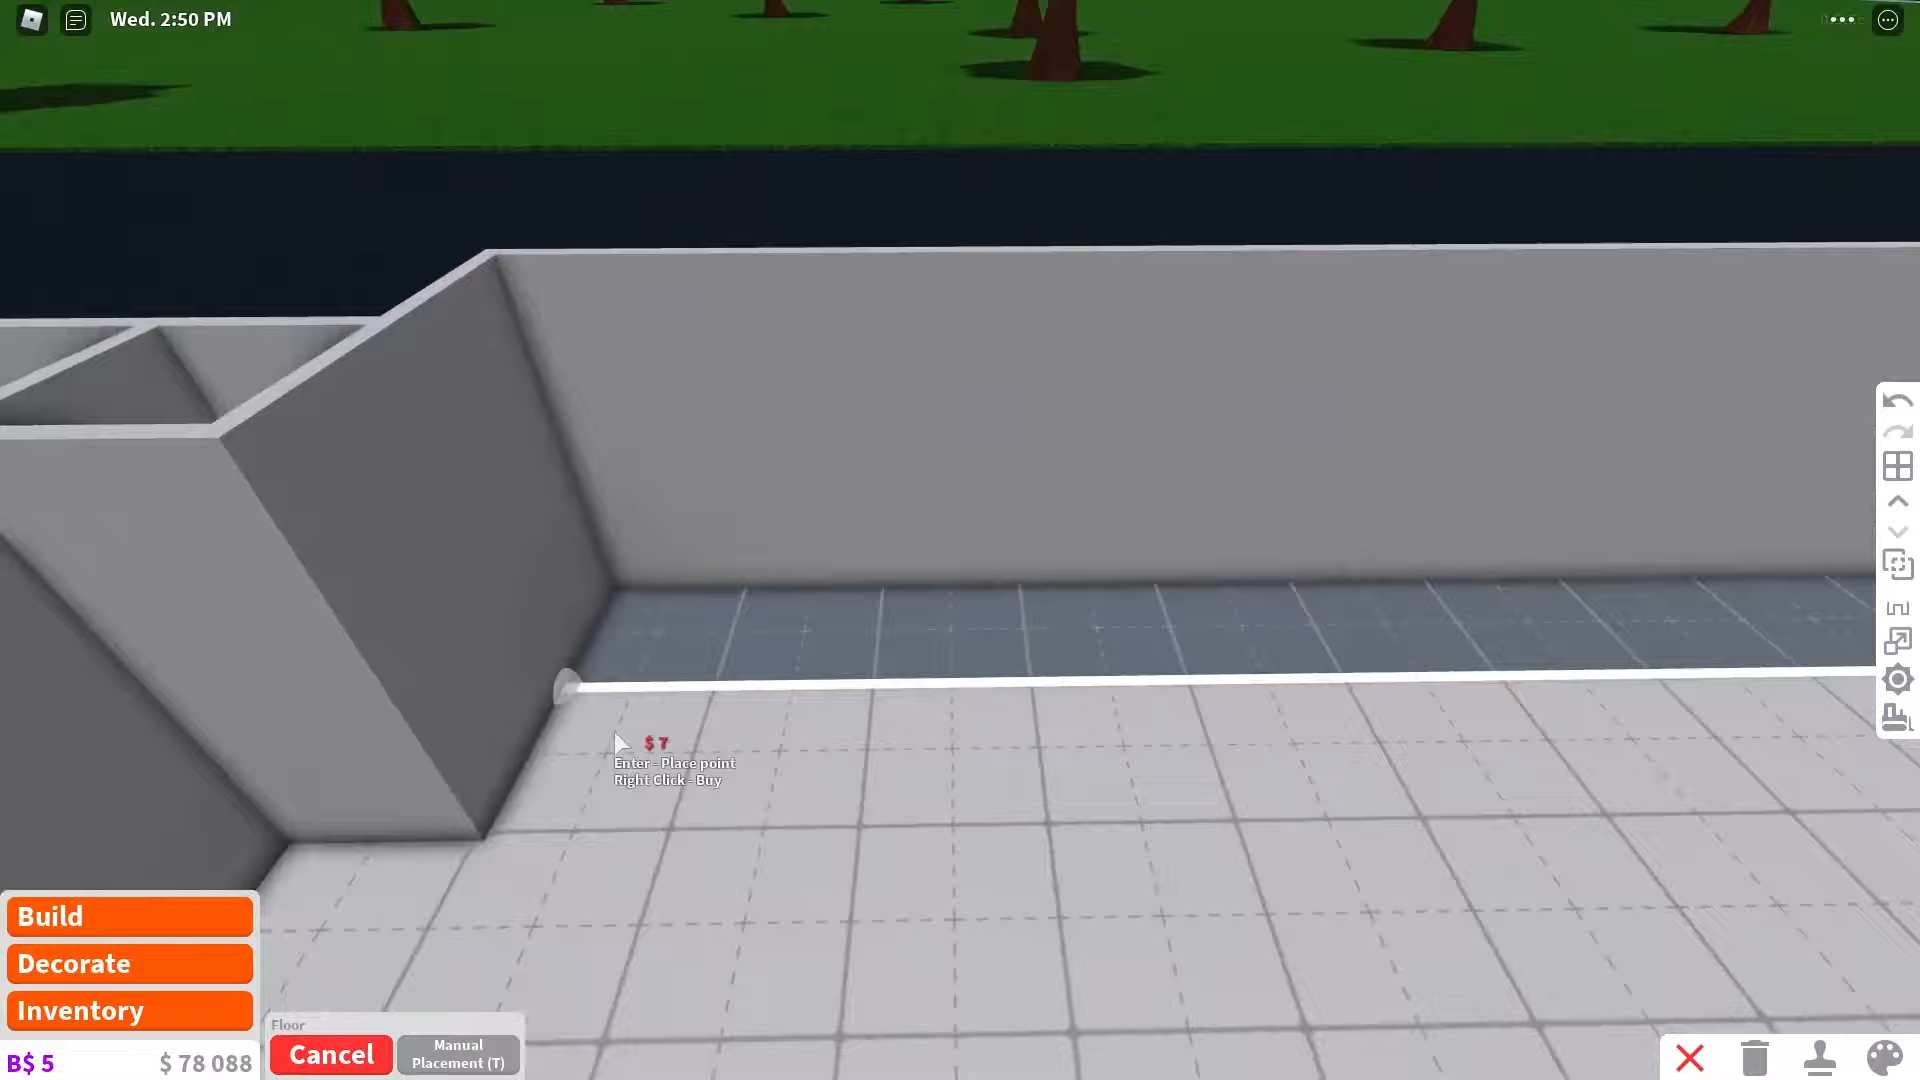 Wed. 2:50 PM
$ 7
Enter - Place point
Right Click - Buy
Build
Decorate
Inventory
Floor
Cancel
Manual
Placement (T)
B$ 5
$ 78 088